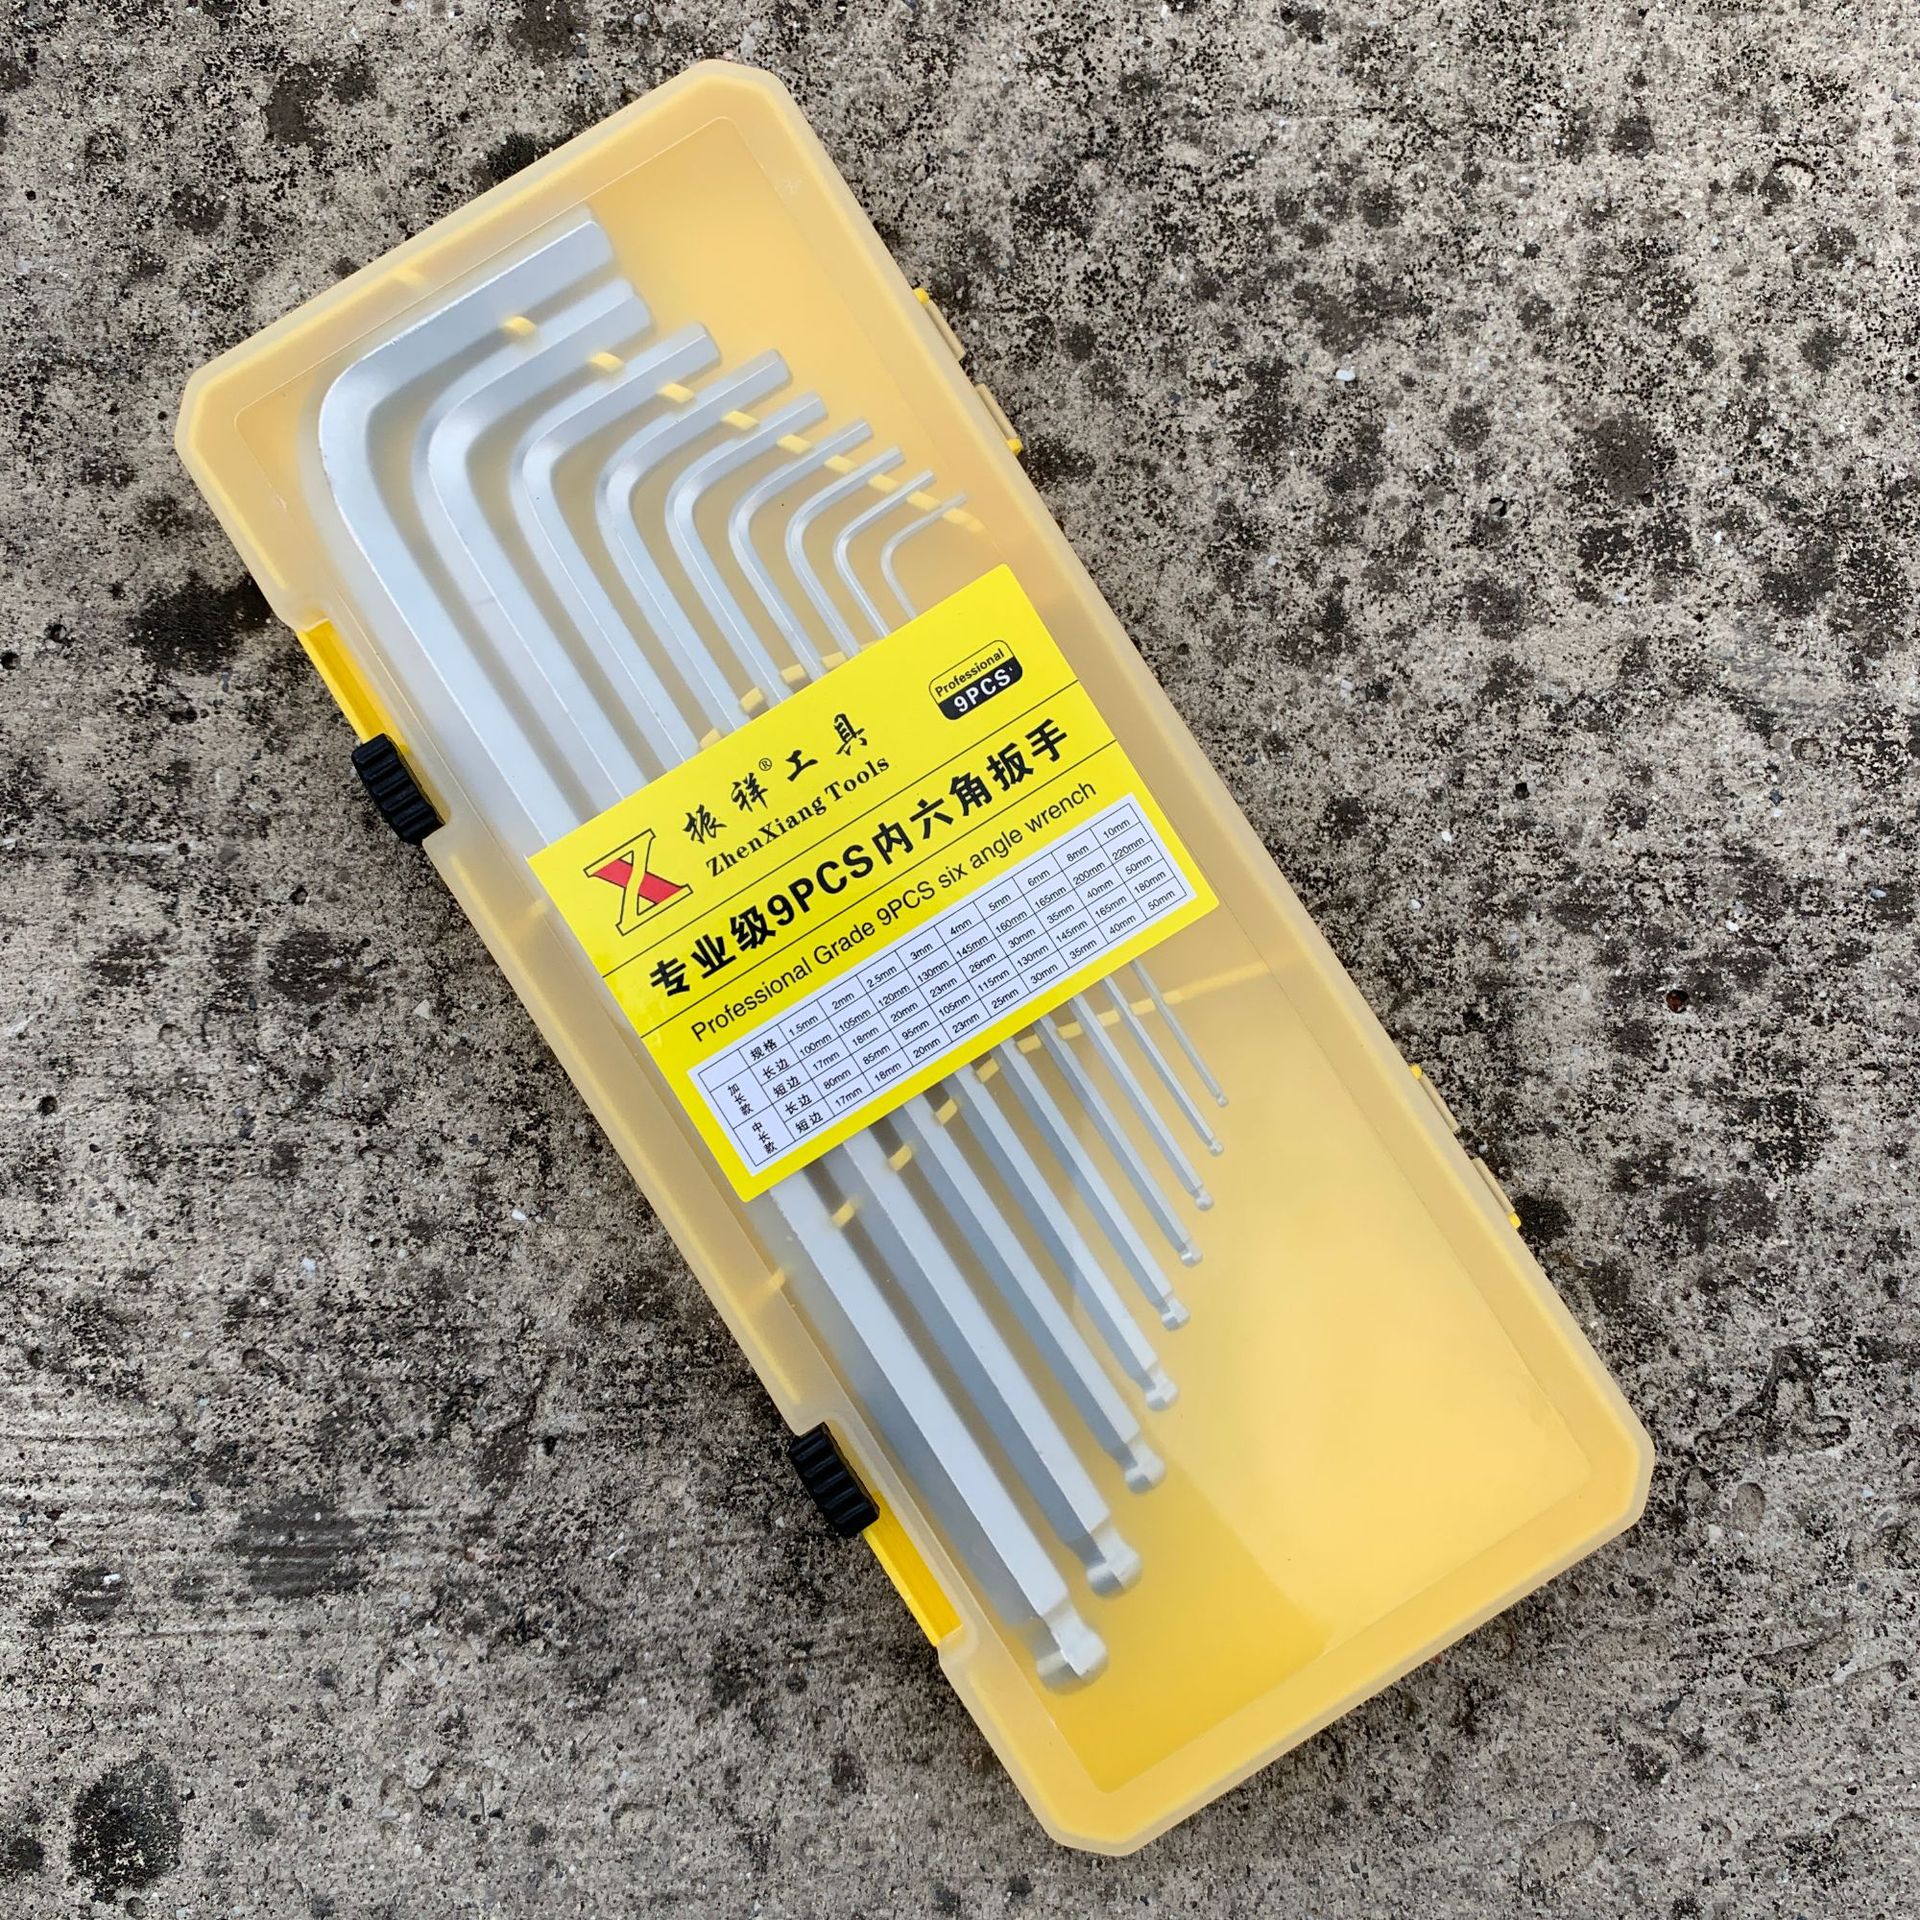 Professional
9PCS
振祥®工具
ZhenXiang Tools
专业级9PCS内六角扳手
Professional Grade 9PCS six angle wrench
规格 1.5mm 2mm 2.5mm 3mm 4mm 5mm 6mm 8mm 10mm
加长款 长边 100mm 105mm 120mm 130mm 145mm 160mm 165mm 200mm 220mm
短边 17mm 18mm 20mm 23mm 26mm 30mm 35mm 40mm 50mm
中长款 长边 80mm 85mm 95mm 105mm 115mm 130mm 145mm 165mm 180mm
短边 17mm 18mm 20mm 23mm 25mm 30mm 35mm 40mm 50mm